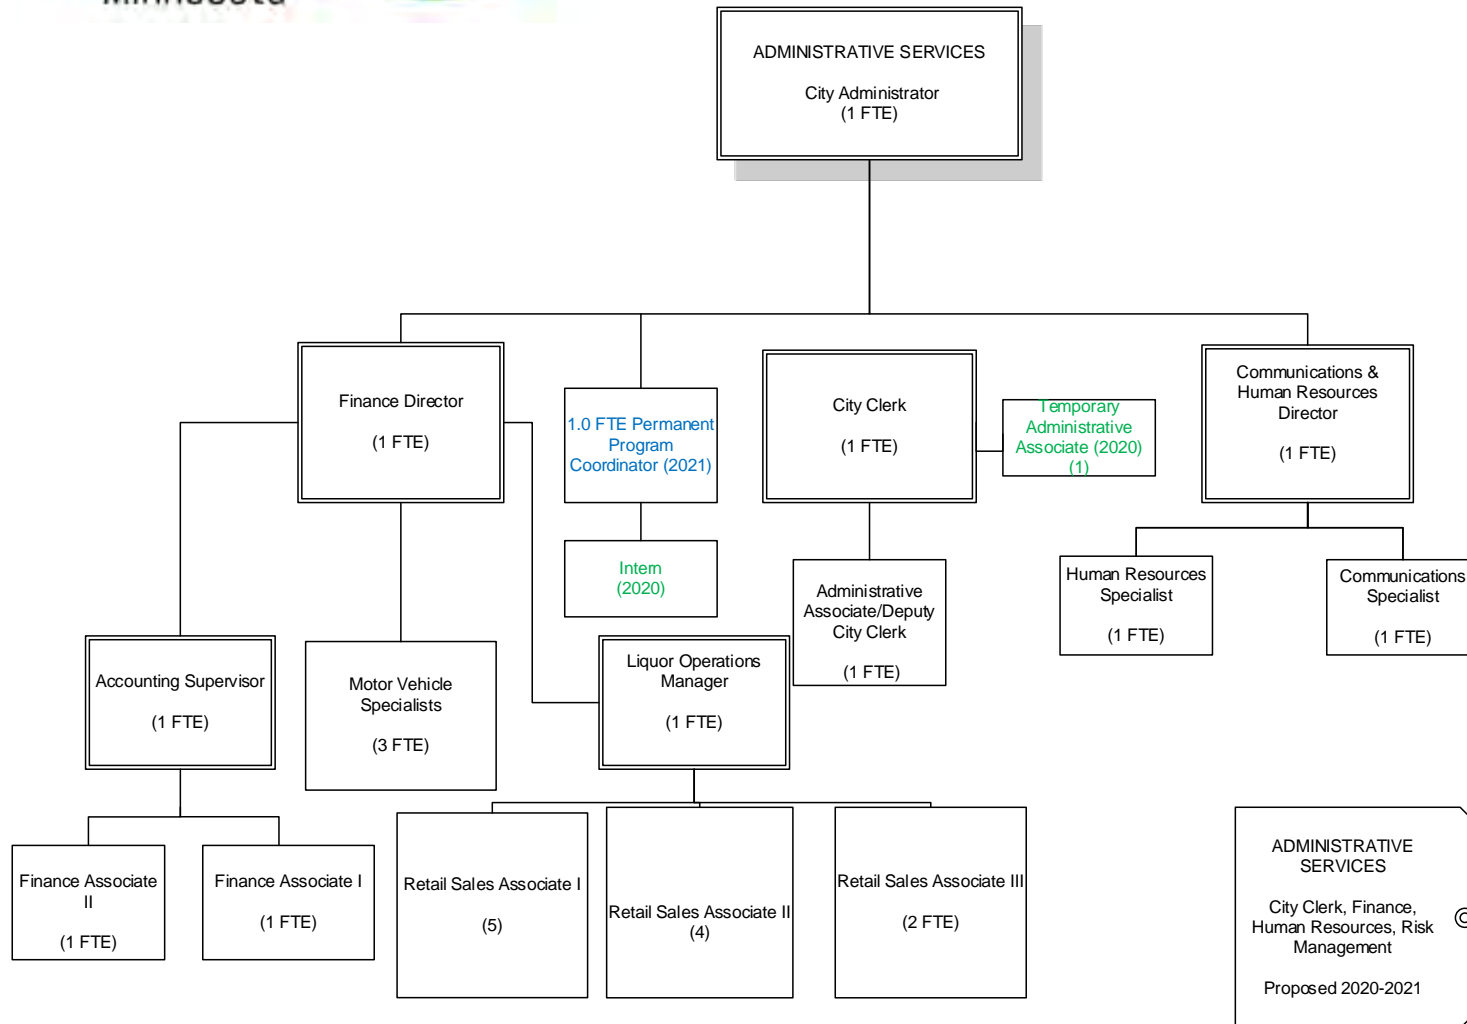 Minnesota
ADMINISTRATIVE SERVICES
City Administrator
(1 FTE)
Finance Director
(1 FTE)
1.0 FTE Permanent
Program
Coordinator (2021)
Intern
(2020)
City Clerk
(1 FTE)
Temporary
Administrative
Associate (2020)
(1)
Communications &
Human Resources
Director
(1 FTE)
Administrative
Associate/Deputy
City Clerk
(1 FTE)
Human Resources
Specialist
(1 FTE)
Communications
Specialist
(1 FTE)
Accounting Supervisor
(1 FTE)
Motor Vehicle
Specialists
(3 FTE)
Liquor Operations
Manager
(1 FTE)
Finance Associate
II
(1 FTE)
Finance Associate I
(1 FTE)
Retail Sales Associate I
(5)
Retail Sales Associate II
(4)
Retail Sales Associate III
(2 FTE)
ADMINISTRATIVE
SERVICES
City Clerk, Finance,
Human Resources, Risk
Management
Proposed 2020-2021